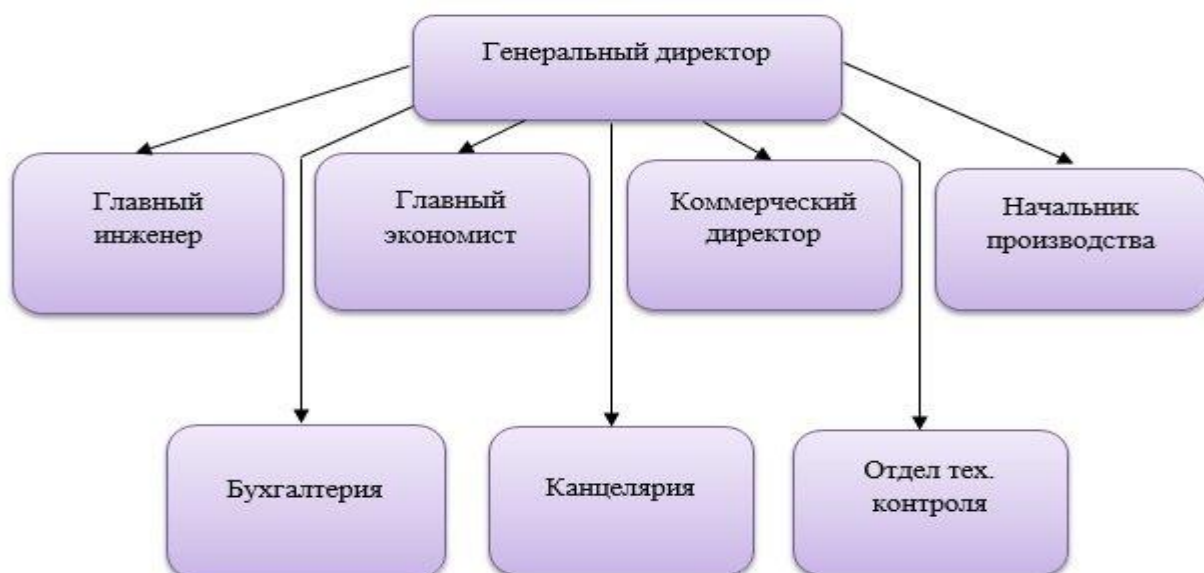 Генеральный директор
Главный
инженер
Главный
экономист
Коммерческий
директор
Начальник
производства
Бухгалтерия
Канцелярия
Отдел тех.
контроля